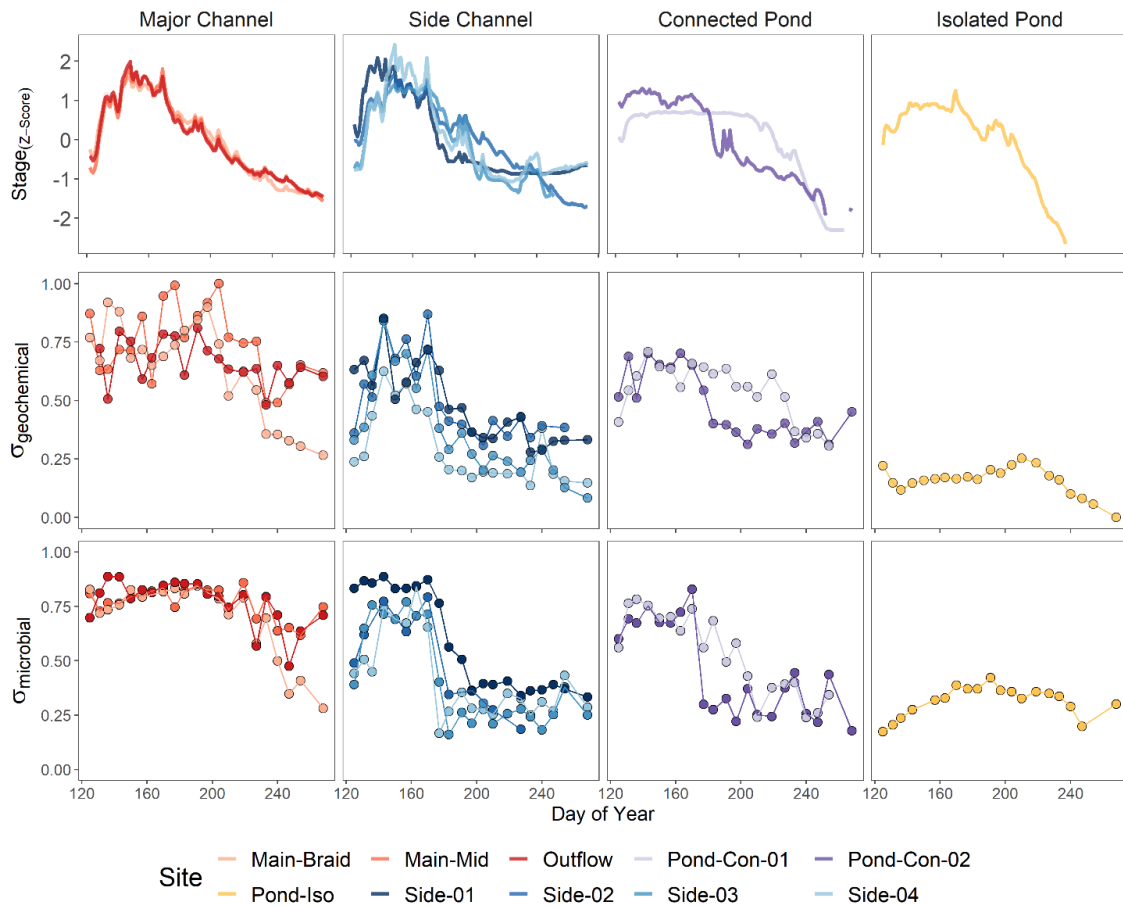 Major Channel Side Channel Connected Pond Isolated Pond
Stage(Z-Score)
2
1
0
-1
-2
σgeochemical
1.00
0.75
0.50
0.25
0.00
σmicrobial
1.00
0.75
0.50
0.25
0.00
120 160 200 240 120 160 200 240 120 160 200 240 120 160 200 240
Day of Year
Site
Main-Braid Main-Mid Outflow Pond-Con-01 Pond-Con-02
Pond-Iso Side-01 Side-02 Side-03 Side-04